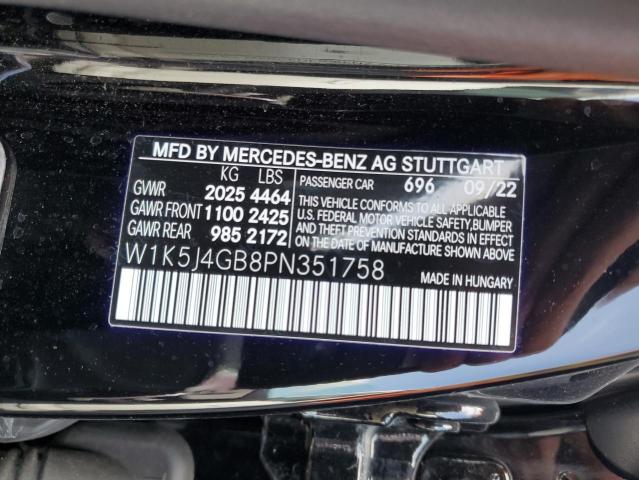 MFD BY MERCEDES-BENZ AG STUTTGART
KG LBS
GVWR 2025 4464
GAWR FRONT 1100 2425
GAWR REAR 985 2172
PASSENGER CAR 696 09/22
THIS VEHICLE CONFORMS TO ALL APPLICABLE
U.S. FEDERAL MOTOR VEHICLE SAFETY, BUMPER,
AND THEFT PREVENTION STANDARDS IN EFFECT
ON THE DATE OF MANUFACTURE SHOWN ABOVE.
W1K5J4GB8PN351758
MADE IN HUNGARY